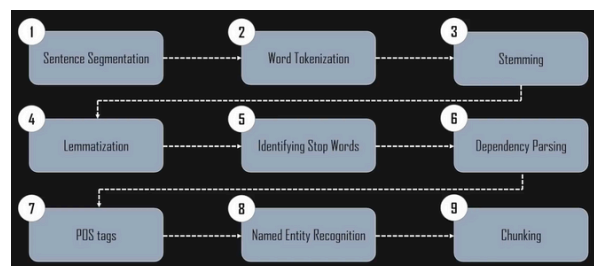 1
Sentence Segmentation
2
Word Tokenization
3
Stemming
4
Lemmatization
5
Identifying Stop Words
6
Dependency Parsing
7
POS tags
8
Named Entity Recognition
9
Chunking